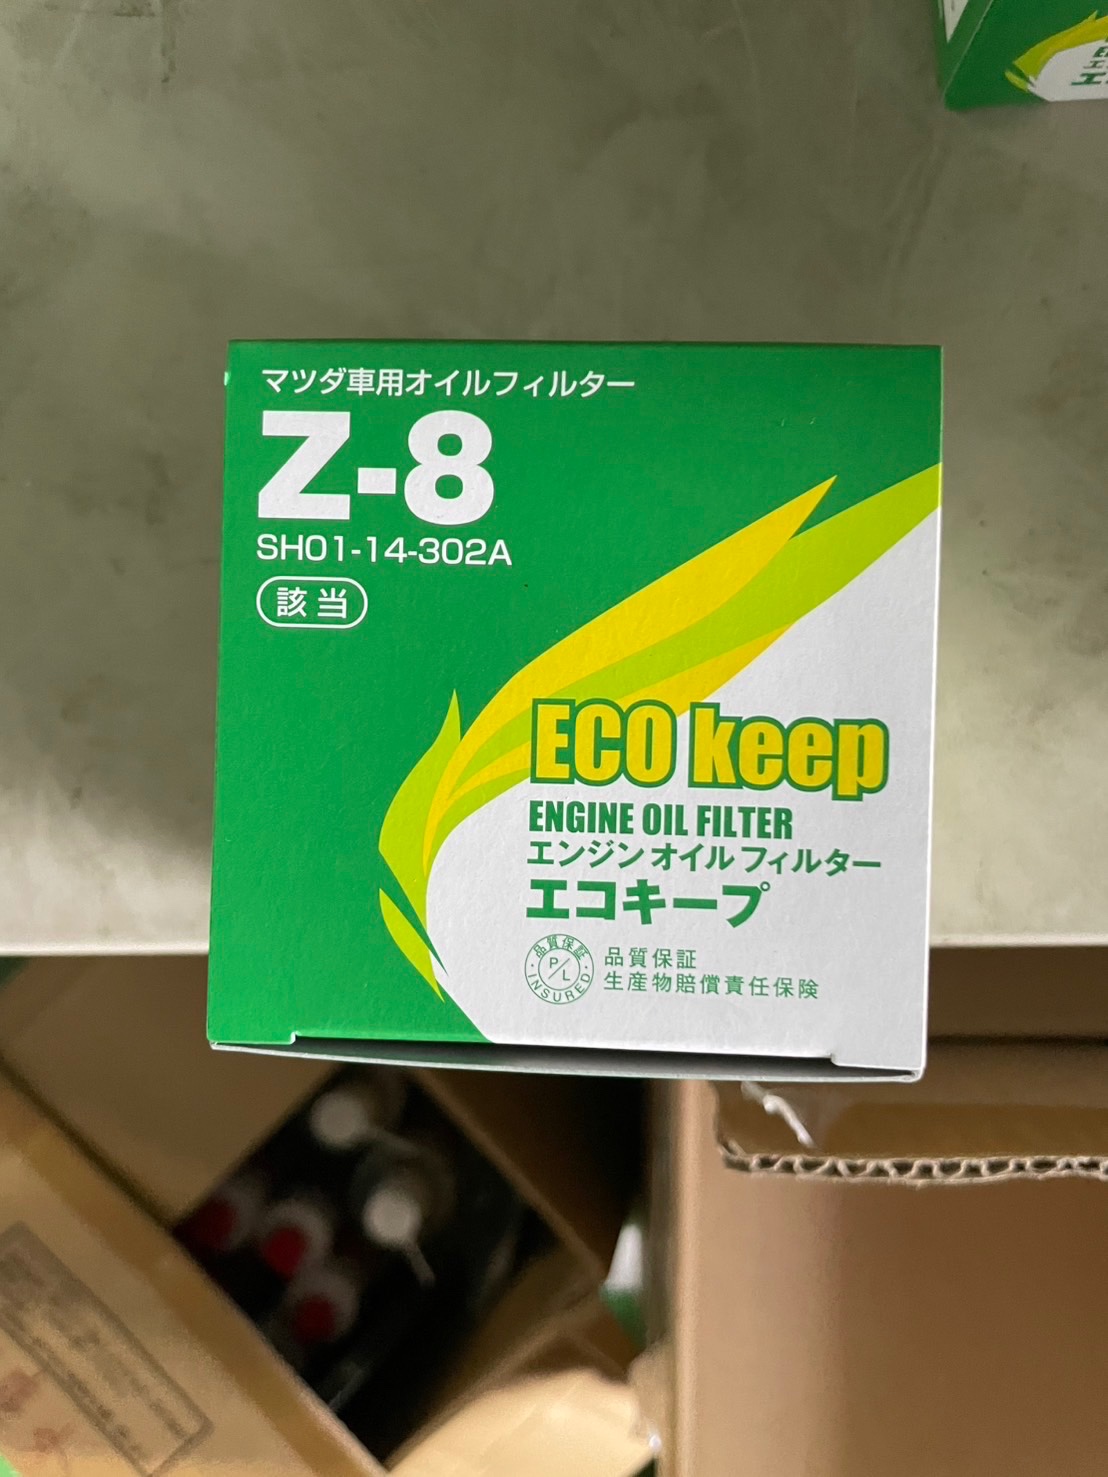 マツダ車用オイルフィルター
Z-8
SH01-14-302A
該当
ECO keep
ENGINE OIL FILTER
エンジンオイルフィルター
エコキープ
品質保証
P/L
INSURED
品質保証
生産物賠償責任保険